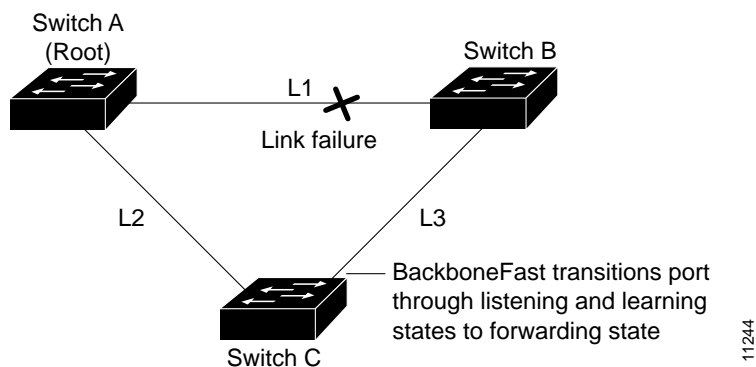 Switch A
(Root)
Switch B
L1
Link failure
L2
L3
BackboneFast transitions port
through listening and learning
states to forwarding state
Switch C
11244